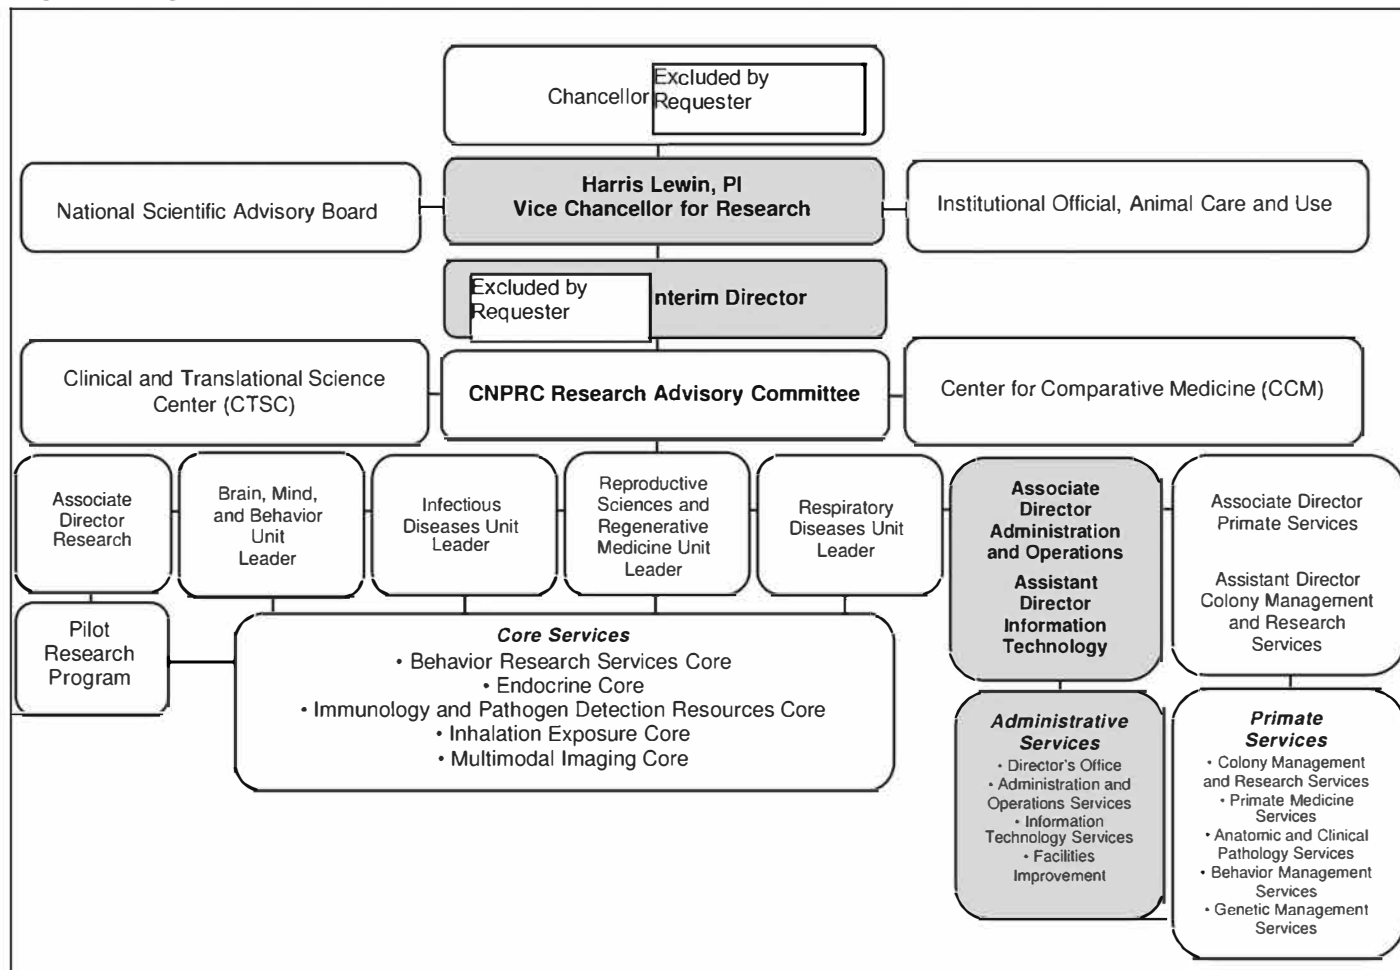 Chancellor
Excluded by
Requester
Harris Lewin, PI
Vice Chancellor for Research
National Scientific Advisory Board
Institutional Official, Animal Care and Use
Excluded by
Requester
nterim Director
Clinical and Translational Science
Center (CTSC)
CNPRC Research Advisory Committee
Center for Comparative Medicine (CCM)
Associate
Director
Research
Brain, Mind,
and Behavior
Unit
Leader
Infectious
Diseases Unit
Leader
Reproductive
Sciences and
Regenerative
Medicine Unit
Leader
Respiratory
Diseases Unit
Leader
Associate
Director
Administration
and Operations
Assistant
Director
Information
Technology
Associate Director
Primate Services
Assistant Director
Colony Management
and Research
Services
Pilot
Research
Program
Core Services
• Behavior Research Services Core
• Endocrine Core
• Immunology and Pathogen Detection Resources Core
• Inhalation Exposure Core
• Multimodal Imaging Core
Administrative
Services
• Director's Office
• Administration and
Operations Services
• Information
Technology Services
• Facilities
Improvement
Primate
Services
• Colony Management
and Research Services
• Primate Medicine
Services
• Anatomic and Clinical
Pathology Services
• Behavior Management
Services
• Genetic Management
Services